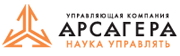 УПРАВЛЯЮЩАЯ КОМПАНИЯ
АРСАГЕРА
НАУКА УПРАВЛЯТЬ